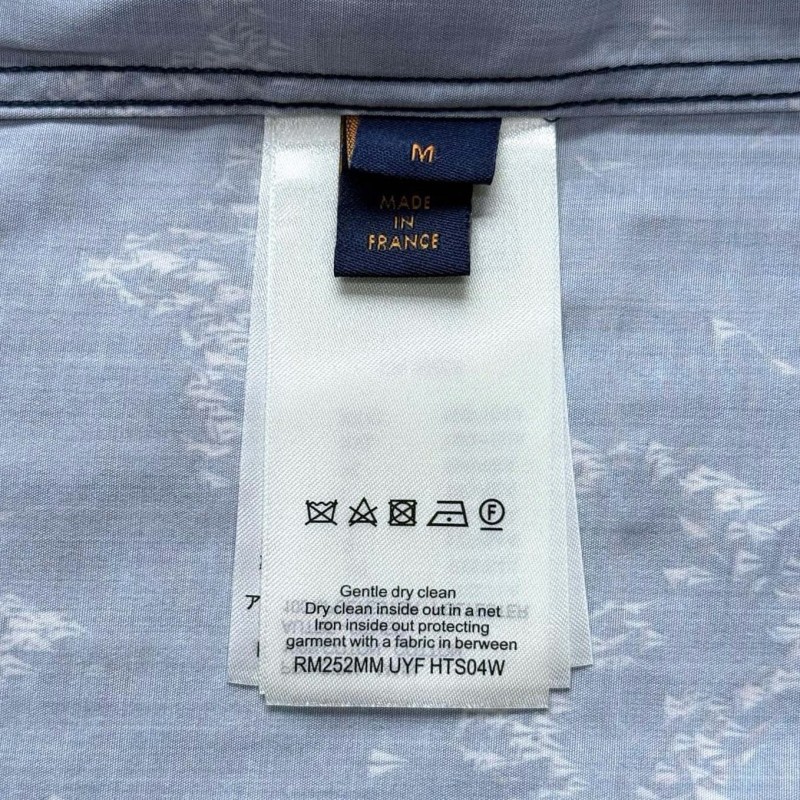 M
MADE
IN
FRANCE
ア
F
Gentle dry clean
Dry clean inside out in a net
Iron inside out protecting
garment with a fabric in berween
RM252MM UYF HTS04W